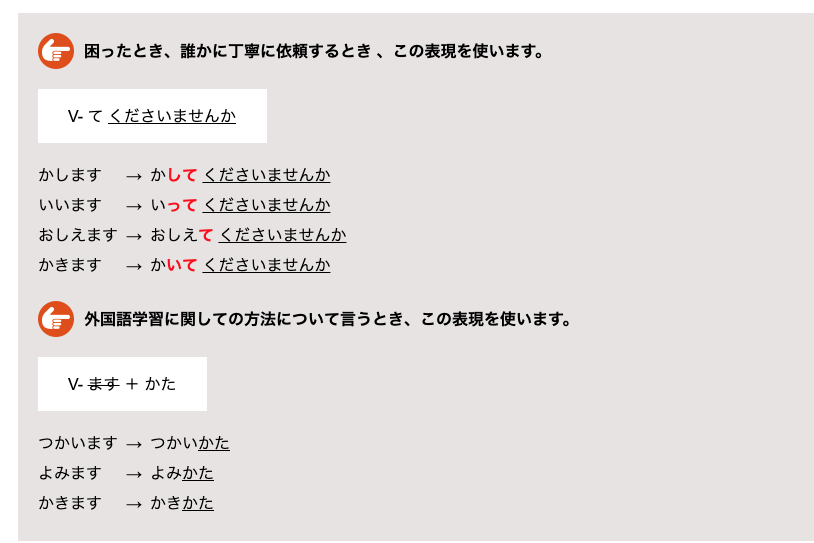 困ったとき、誰かに丁寧に依頼するとき 、この表現を使います。
V- て くださいませんか
かします → かして くださいませんか
いいます → いって くださいませんか
おしえます → おしえて くださいませんか
かきます → かいて くださいませんか
外国語学習に関しての方法について言うとき、この表現を使います。
V- ます ＋ かた
つかいます → つかいかた
よみます → よみかた
かきます → かきかた